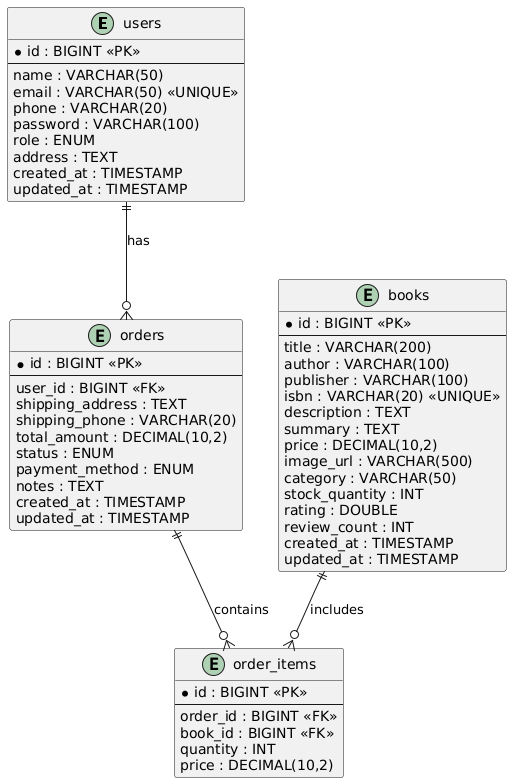 E users
* id : BIGINT «PK»
name : VARCHAR(50)
email : VARCHAR(50) «UNIQUE»
phone : VARCHAR(20)
password : VARCHAR(100)
role : ENUM
address : TEXT
created_at : TIMESTAMP
updated_at : TIMESTAMP
has
E orders
* id : BIGINT «PK»
user_id : BIGINT «FK»
shipping_address : TEXT
shipping_phone : VARCHAR(20)
total_amount : DECIMAL(10,2)
status : ENUM
payment_method : ENUM
notes : TEXT
created_at : TIMESTAMP
updated_at : TIMESTAMP
E books
* id : BIGINT «PK»
title : VARCHAR(200)
author : VARCHAR(100)
publisher : VARCHAR(100)
isbn : VARCHAR(20) «UNIQUE»
description : TEXT
summary : TEXT
price : DECIMAL(10,2)
image_url : VARCHAR(500)
category : VARCHAR(50)
stock_quantity : INT
rating : DOUBLE
review_count : INT
created_at : TIMESTAMP
updated_at : TIMESTAMP
contains
includes
E order_items
* id : BIGINT «PK»
order_id : BIGINT «FK»
book_id : BIGINT «FK»
quantity : INT
price : DECIMAL(10,2)